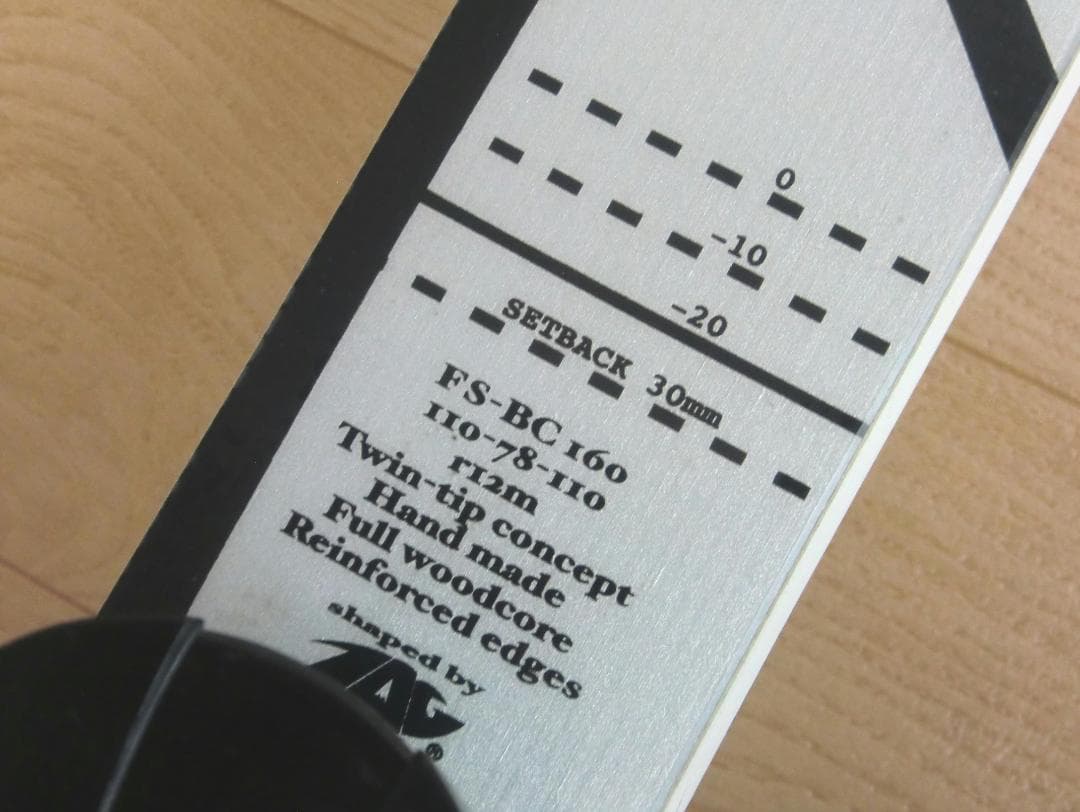 0
-10
-20
SETBACK 30mm
FS-BC 160
110-78-110
r12m
Twin-tip concept
Hand made
Full woodcore
Reinforced edges
shaped by
ZAG®